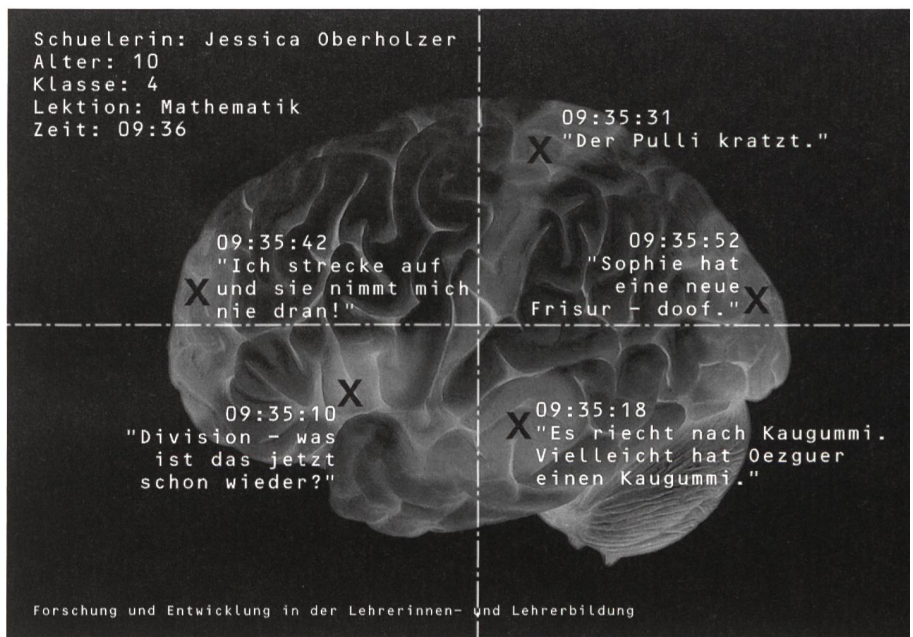 Schuelerin: Jessica Oberholzer
Alter: 10
Klasse: 4
Lektion: Mathematik
Zeit: 09:36
09:35:31
"Der Pulli kratzt."
09:35:42
"Ich strecke auf
und sie nimmt mich
nie dran!"
09:35:52
"Sophie hat
eine neue
Frisur - doof."
09:35:10
"Division - was
ist das jetzt
schon wieder?"
09:35:18
"Es riecht nach Kaugummi.
Vielleicht hat Oezguer
einen Kaugummi."
X
X
X
X
X
Forschung und Entwicklung in der Lehrerinnen- und Lehrerbildung